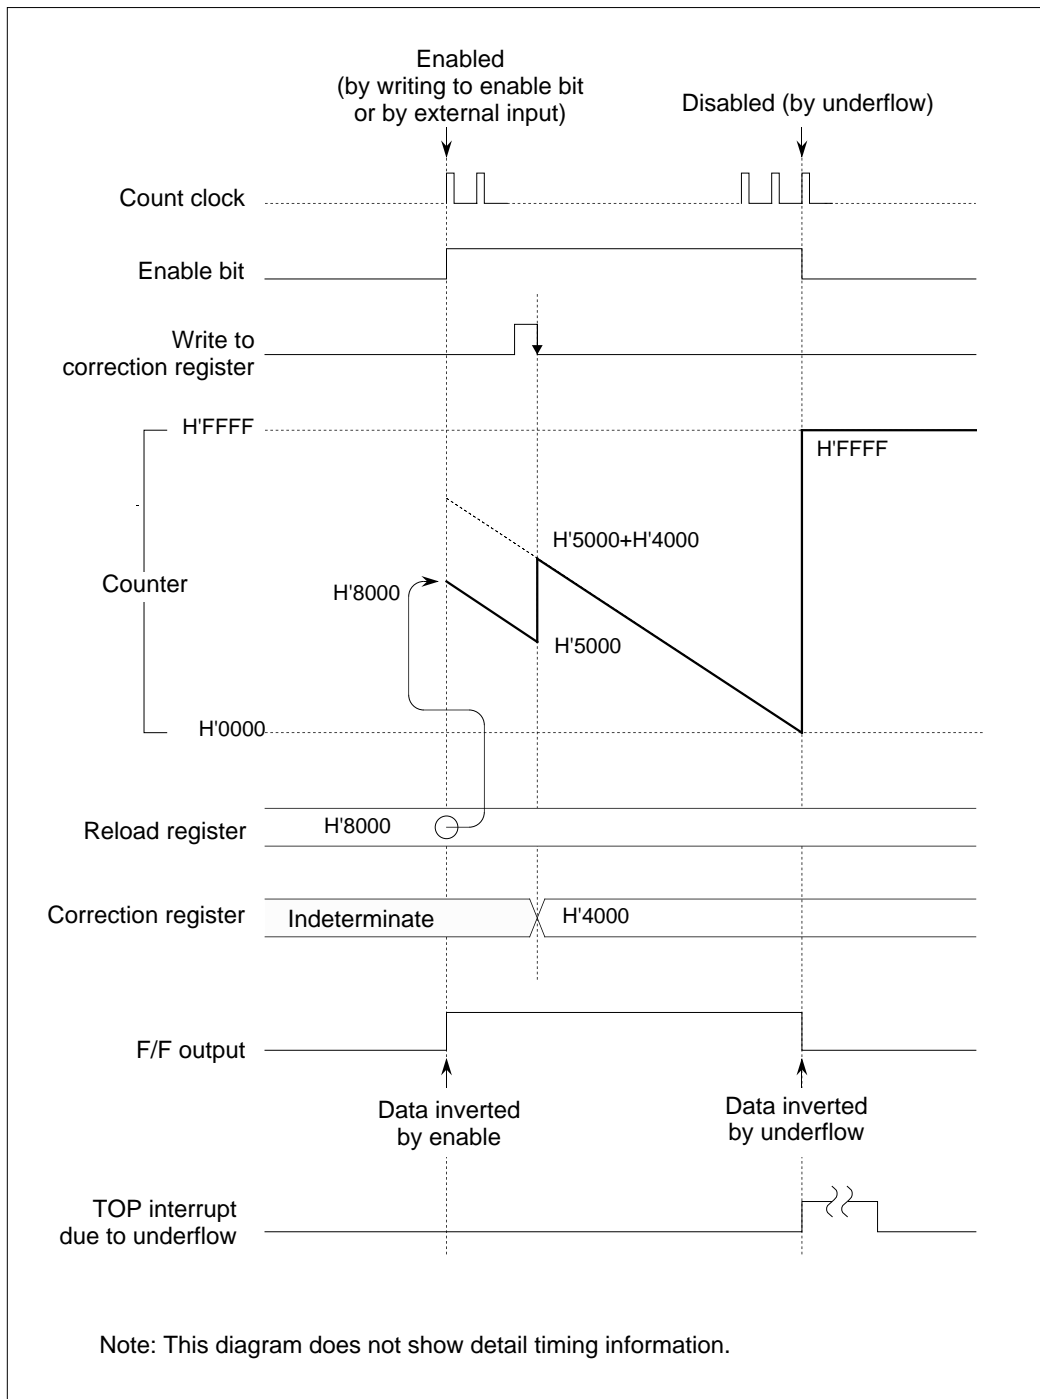 Enabled
(by writing to enable bit
or by external input)
Disabled (by underflow)
Count clock
Enable bit
Write to
correction register
H'FFFF
H'FFFF
H'5000+H'4000
Counter
H'8000
H'5000
H'0000
Reload register
H'8000
Correction register
Indeterminate
H'4000
F/F output
Data inverted
by enable
Data inverted
by underflow
TOP interrupt
due to underflow
Note: This diagram does not show detail timing information.